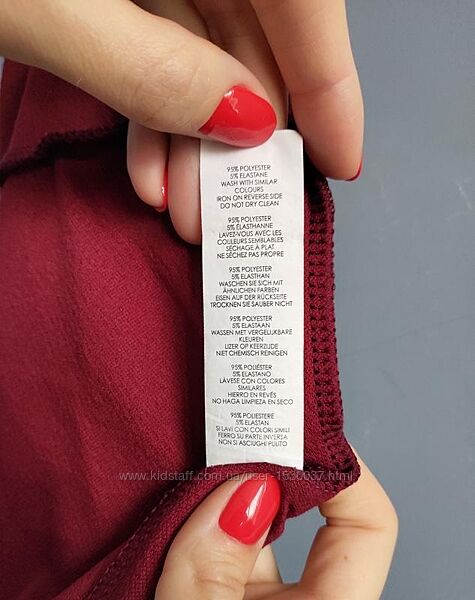 95% POLYESTER
5% ELASTANE
WASH WITH SIMILAR
COLOURS
IRON ON REVERSE SIDE
DO NOT DRY CLEAN
95% POLYESTER
5% ÉLASTHANNE
LAVEZ-VOUS AVEC LES
COULEURS SEMBLABLES
SÉCHAGE À PLAT
NE SÉCHEZ PAS PROPRE
95% POLYESTER
5% ELASTHAN
WASCHEN SIE SICH MIT
ÄHNLICHEN FARBEN
EISEN AUF DER RÜCKSEITE
TROCKNEN SIE SAUBER NICHT
95% POLYESTER
5% ELASTAAN
WASSEN MET VERGELIJKBARE
KLEUREN
IJZER OP KEERZIJDE
NIET CHEMISCH REINIGEN
95% POLIÉSTER
5% ELASTANO
LÁVESE CON COLORES
SIMILARES
HIERRO EN REVÉS
NO HAGA LIMPIEZA EN SECO
95% POLIESTERE
5% ELASTAN
SI LAVI CON COLORI SIMILI
FERRO SU PARTE INVERSA
NON SI ASCIUGHI PULITO
www.kidstaff.com.ua/user-1930037.html